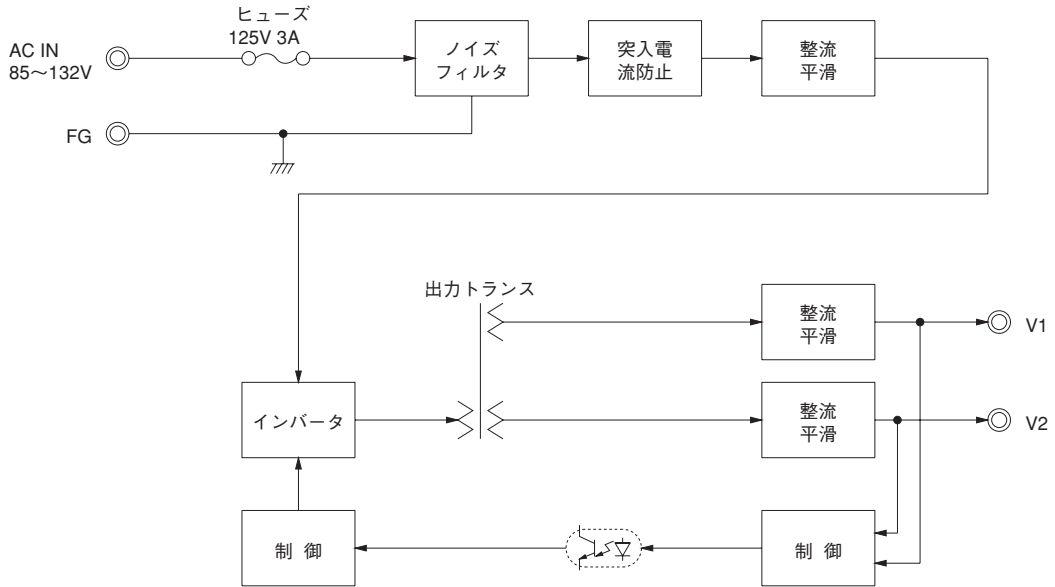 ヒューズ
125V 3A
AC IN
85〜132V
ノイズ
フィルタ
突入電
流防止
整流
平滑
FG
出力トランス
整流
平滑
V1
インバータ
整流
平滑
V2
制 御
制 御